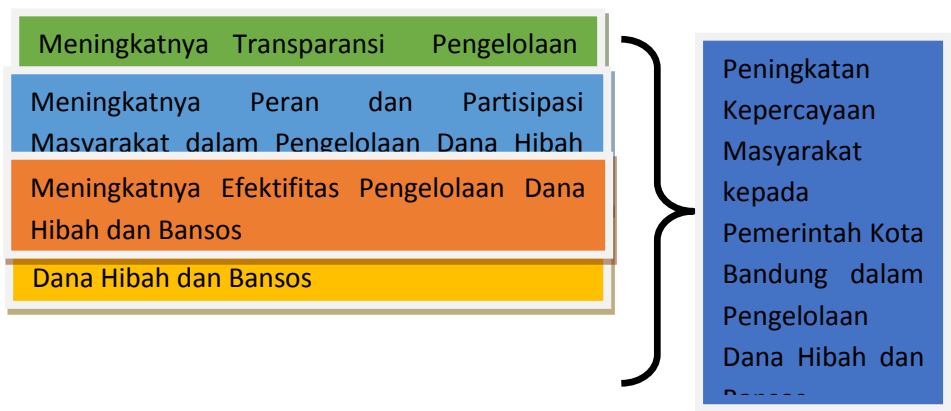 Meningkatnya Transparansi Pengelolaan
Meningkatnya Peran dan Partisipasi
Masyarakat dalam Pengelolaan Dana Hibah
Meningkatnya Efektifitas Pengelolaan Dana
Hibah dan Bansos
Dana Hibah dan Bansos
Peningkatan
Kepercayaan
Masyarakat
kepada
Pemerintah Kota
Bandung dalam
Pengelolaan
Dana Hibah dan